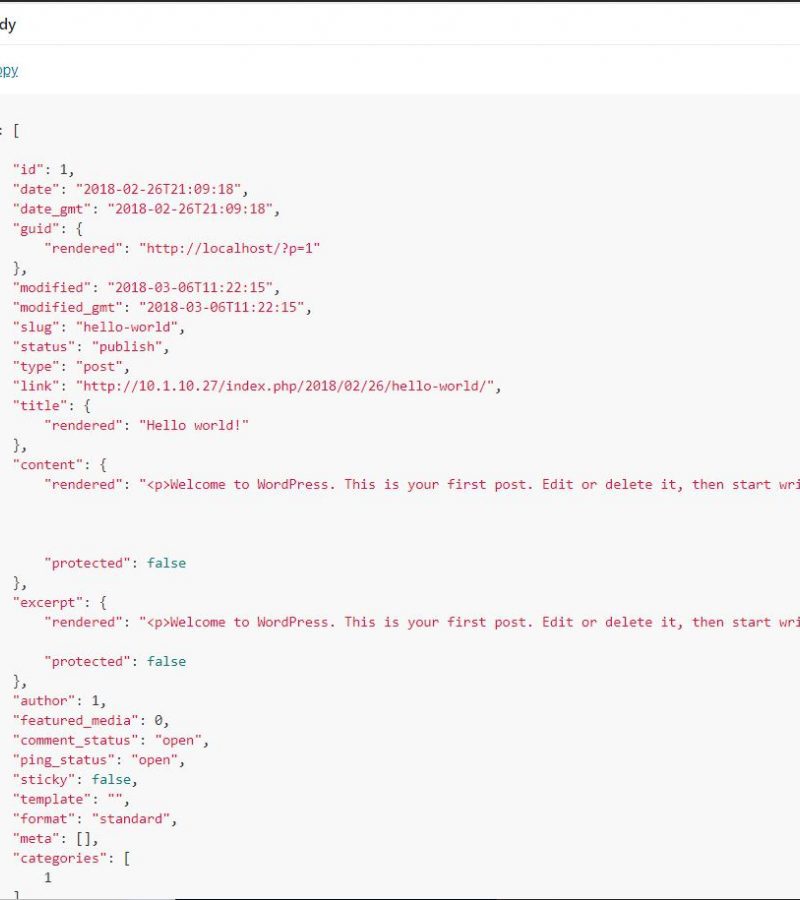 dy
opy
: [
"id": 1,
"date": "2018-02-26T21:09:18",
"date_gmt": "2018-02-26T21:09:18",
"guid": {
"rendered": "http://localhost/?p=1"
},
"modified": "2018-03-06T11:22:15",
"modified_gmt": "2018-03-06T11:22:15",
"slug": "hello-world",
"status": "publish",
"type": "post",
"link": "http://10.1.10.27/index.php/2018/02/26/hello-world/",
"title": {
"rendered": "Hello world!"
},
"content": {
"rendered": "<p>Welcome to WordPress. This is your first post. Edit or delete it, then start wri
"protected": false
},
"excerpt": {
"rendered": "<p>Welcome to WordPress. This is your first post. Edit or delete it, then start wri
"protected": false
},
"author": 1,
"featured_media": 0,
"comment_status": "open",
"ping_status": "open",
"sticky": false,
"template": "",
"format": "standard",
"meta": [],
"categories": [
1
]